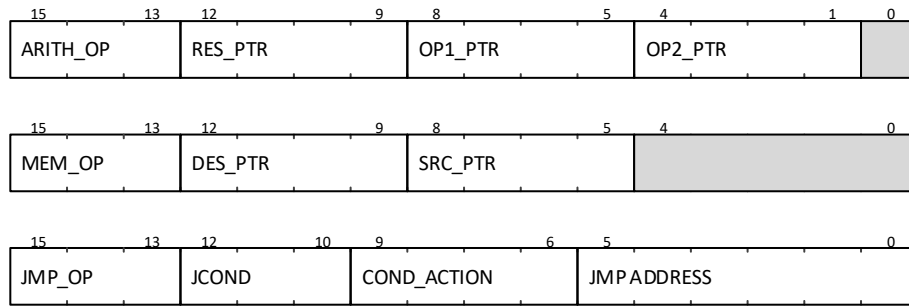 15 13 12 9 8 5 4 1 0
ARITH_OP RES_PTR OP1_PTR OP2_PTR
15 13 12 9 8 5 4 0
MEM_OP DES_PTR SRC_PTR
15 13 12 10 9 6 5 0
JMP_OP JCOND COND_ACTION JMP ADDRESS